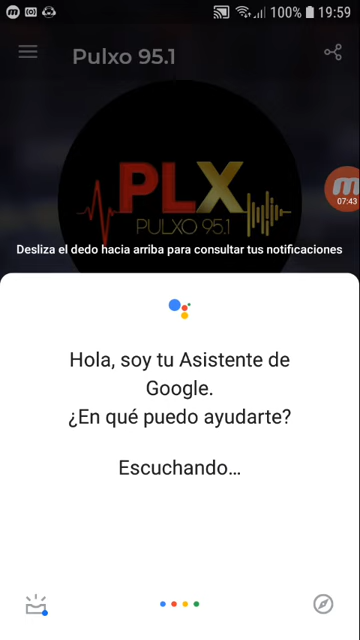 100% 19:59
Pulxo 95.1
PLX
PULXO 95.1
07:43
Desliza el dedo hacia arriba para consultar tus notificaciones
Hola, soy tu Asistente de
Google.
¿En qué puedo ayudarte?
Escuchando...